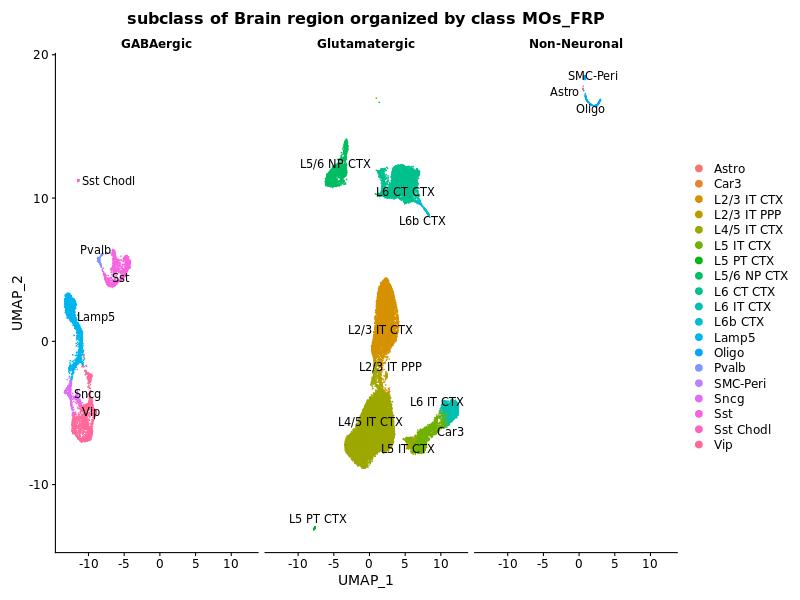 subclass of Brain region organized by class MOs_FRP
GABAergic
Glutamatergic
Non-Neuronal
20
10
0
-10
UMAP_2
Sst Chodl
Pvalb
Sst
Lamp5
Sncg
Vip
L5/6 NP CTX
L6 CT CTX
L6b CTX
L2/3 IT CTX
L2/3 IT PPP
L6 IT CTX
L4/5 IT CTX
Car3
L5 IT CTX
L5 PT CTX
SMC-Peri
Astro
Oligo
-10 -5 0 5 10
-10 -5 0 5 10
-10 -5 0 5 10
UMAP_1
Astro
Car3
L2/3 IT CTX
L2/3 IT PPP
L4/5 IT CTX
L5 IT CTX
L5 PT CTX
L5/6 NP CTX
L6 CT CTX
L6 IT CTX
L6b CTX
Lamp5
Oligo
Pvalb
SMC-Peri
Sncg
Sst
Sst Chodl
Vip